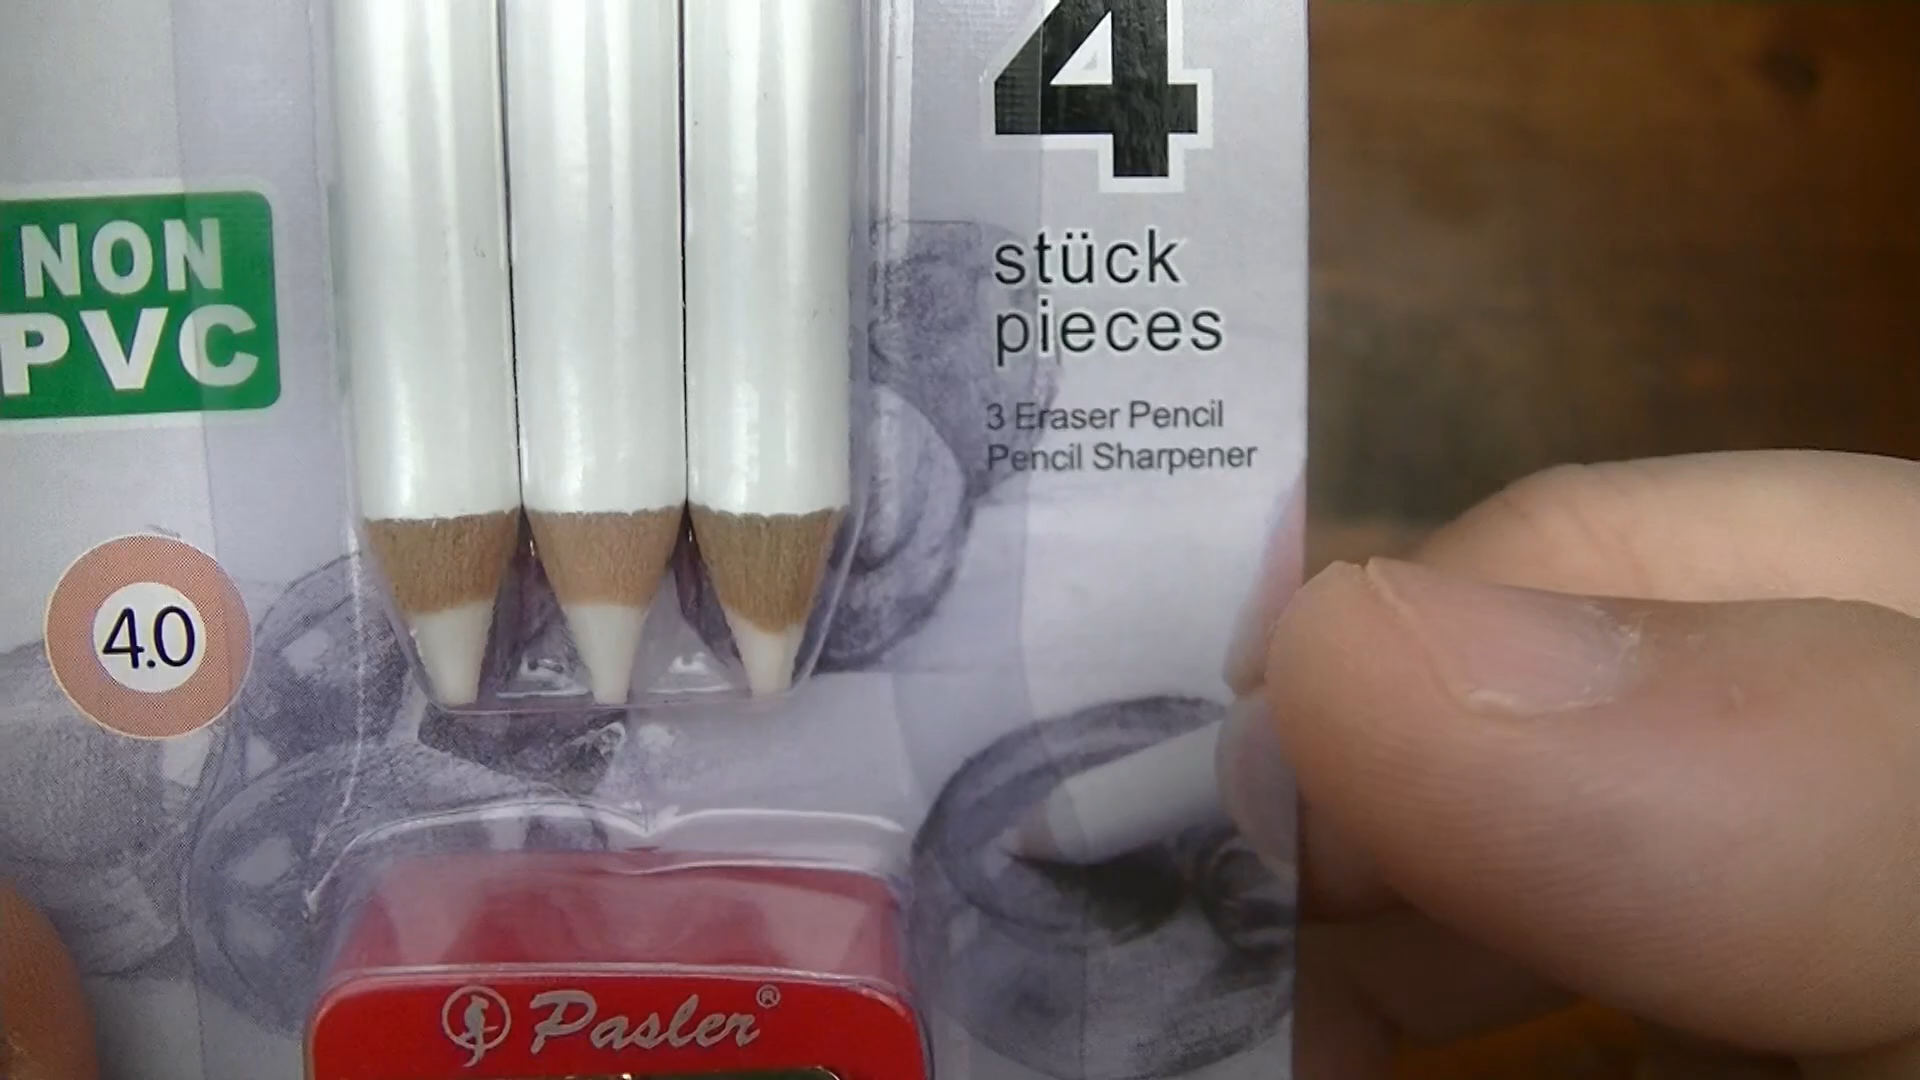 4
stück
pieces
3 Eraser Pencil
Pencil Sharpener
NON
PVC
4.0
Pasler®